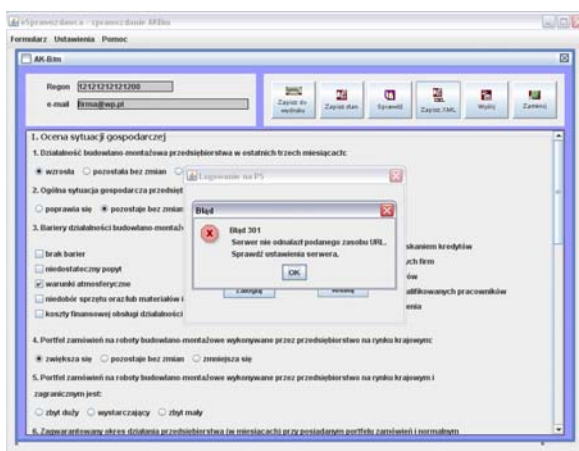 eSprawozdawca - sprawozdanie AKBm
Formularz Ustawienia Pomoc
AK-Bm
Regon 12121212121200
e-mail firma@wp.pl
Zapisz do wydruku
Zapisz stan
Sprawdź
Zapisz XML
Wyślij
Zamknij
I. Ocena sytuacji gospodarczej
1. Działalność budowlano-montażowa przedsiębiorstwa w ostatnich trzech miesiącach:
wzrosła pozostała bez zmian
Logowanie na PS
2. Ogólna sytuacja gospodarcza przedsięb
poprawia się pozostaje bez zmian
Błąd
3. Bariery działalności budowlano-montaż
Błąd 301
Serwer nie odnalazł podanego zasobu URL.
Sprawdź ustawienia serwera.
OK
brak barier
skaniem kredytów
niedostateczny popyt
ych firm
warunki atmosferyczne
ów
niedobór sprzętu oraz/lub materiałów i
alifikowanych pracowników
koszty finansowej obsługi działalności
enia
Zaloguj
4. Portfel zamówień na roboty budowlano-montażowe wykonywane przez przedsiębiorstwo na rynku krajowym:
zwiększa się pozostaje bez zmian zmniejsza się
5. Portfel zamówień na roboty budowlano-montażowe wykonywane przez przedsiębiorstwo na rynku krajowym i
zagranicznym jest:
zbyt duży wystarczający zbyt mały
6. Zagwarantowany okres działania przedsiębiorstwa (w miesiącach) przy posiadanym portfelu zamówień i normalnym